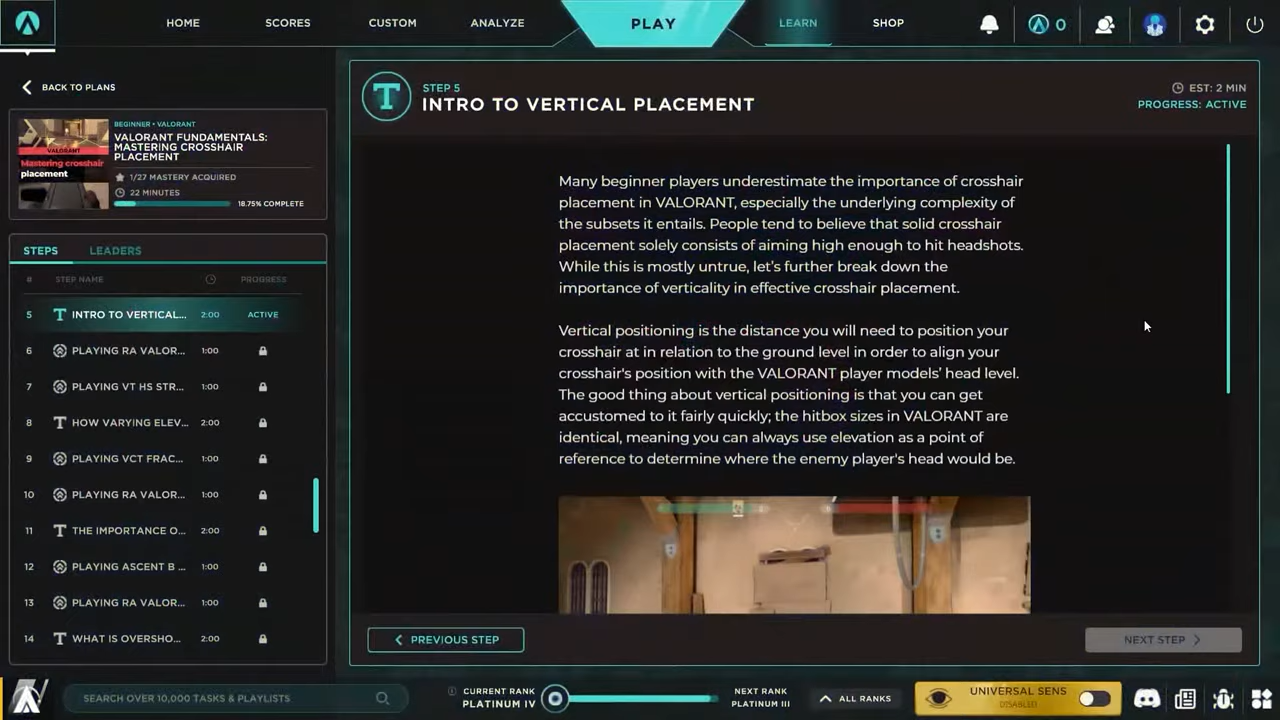 HOME
SCORES
CUSTOM
ANALYZE
PLAY
LEARN
SHOP
0
BACK TO PLANS
BEGINNER • VALORANT
VALORANT FUNDAMENTALS:
MASTERING CROSSHAIR
PLACEMENT
1/27 MASTERY ACQUIRED
22 MINUTES
18.75% COMPLETE
VALORANT
Mastering crosshair
placement
STEPS
LEADERS
# STEP NAME PROGRESS
5 T INTRO TO VERTICAL... 2:00 ACTIVE
6 PLAYING RA VALOR... 1:00
7 PLAYING VT HS STR... 1:00
8 T HOW VARYING ELEV... 2:00
9 PLAYING VCT FRAC... 1:00
10 PLAYING RA VALOR... 1:00
11 T THE IMPORTANCE O... 2:00
12 PLAYING ASCENT B ... 1:00
13 PLAYING RA VALOR... 1:00
14 T WHAT IS OVERSHO... 2:00
T
STEP 5
INTRO TO VERTICAL PLACEMENT
EST: 2 MIN
PROGRESS: ACTIVE
Many beginner players underestimate the importance of crosshair
placement in VALORANT, especially the underlying complexity of
the subsets it entails. People tend to believe that solid crosshair
placement solely consists of aiming high enough to hit headshots.
While this is mostly untrue, let's further break down the
importance of verticality in effective crosshair placement.
Vertical positioning is the distance you will need to position your
crosshair at in relation to the ground level in order to align your
crosshair's position with the VALORANT player models' head level.
The good thing about vertical positioning is that you can get
accustomed to it fairly quickly; the hitbox sizes in VALORANT are
identical, meaning you can always use elevation as a point of
reference to determine where the enemy player's head would be.
PREVIOUS STEP
NEXT STEP
SEARCH OVER 10,000 TASKS & PLAYLISTS
CURRENT RANK
PLATINUM IV
NEXT RANK
PLATINUM III
ALL RANKS
UNIVERSAL SENS
DISABLED